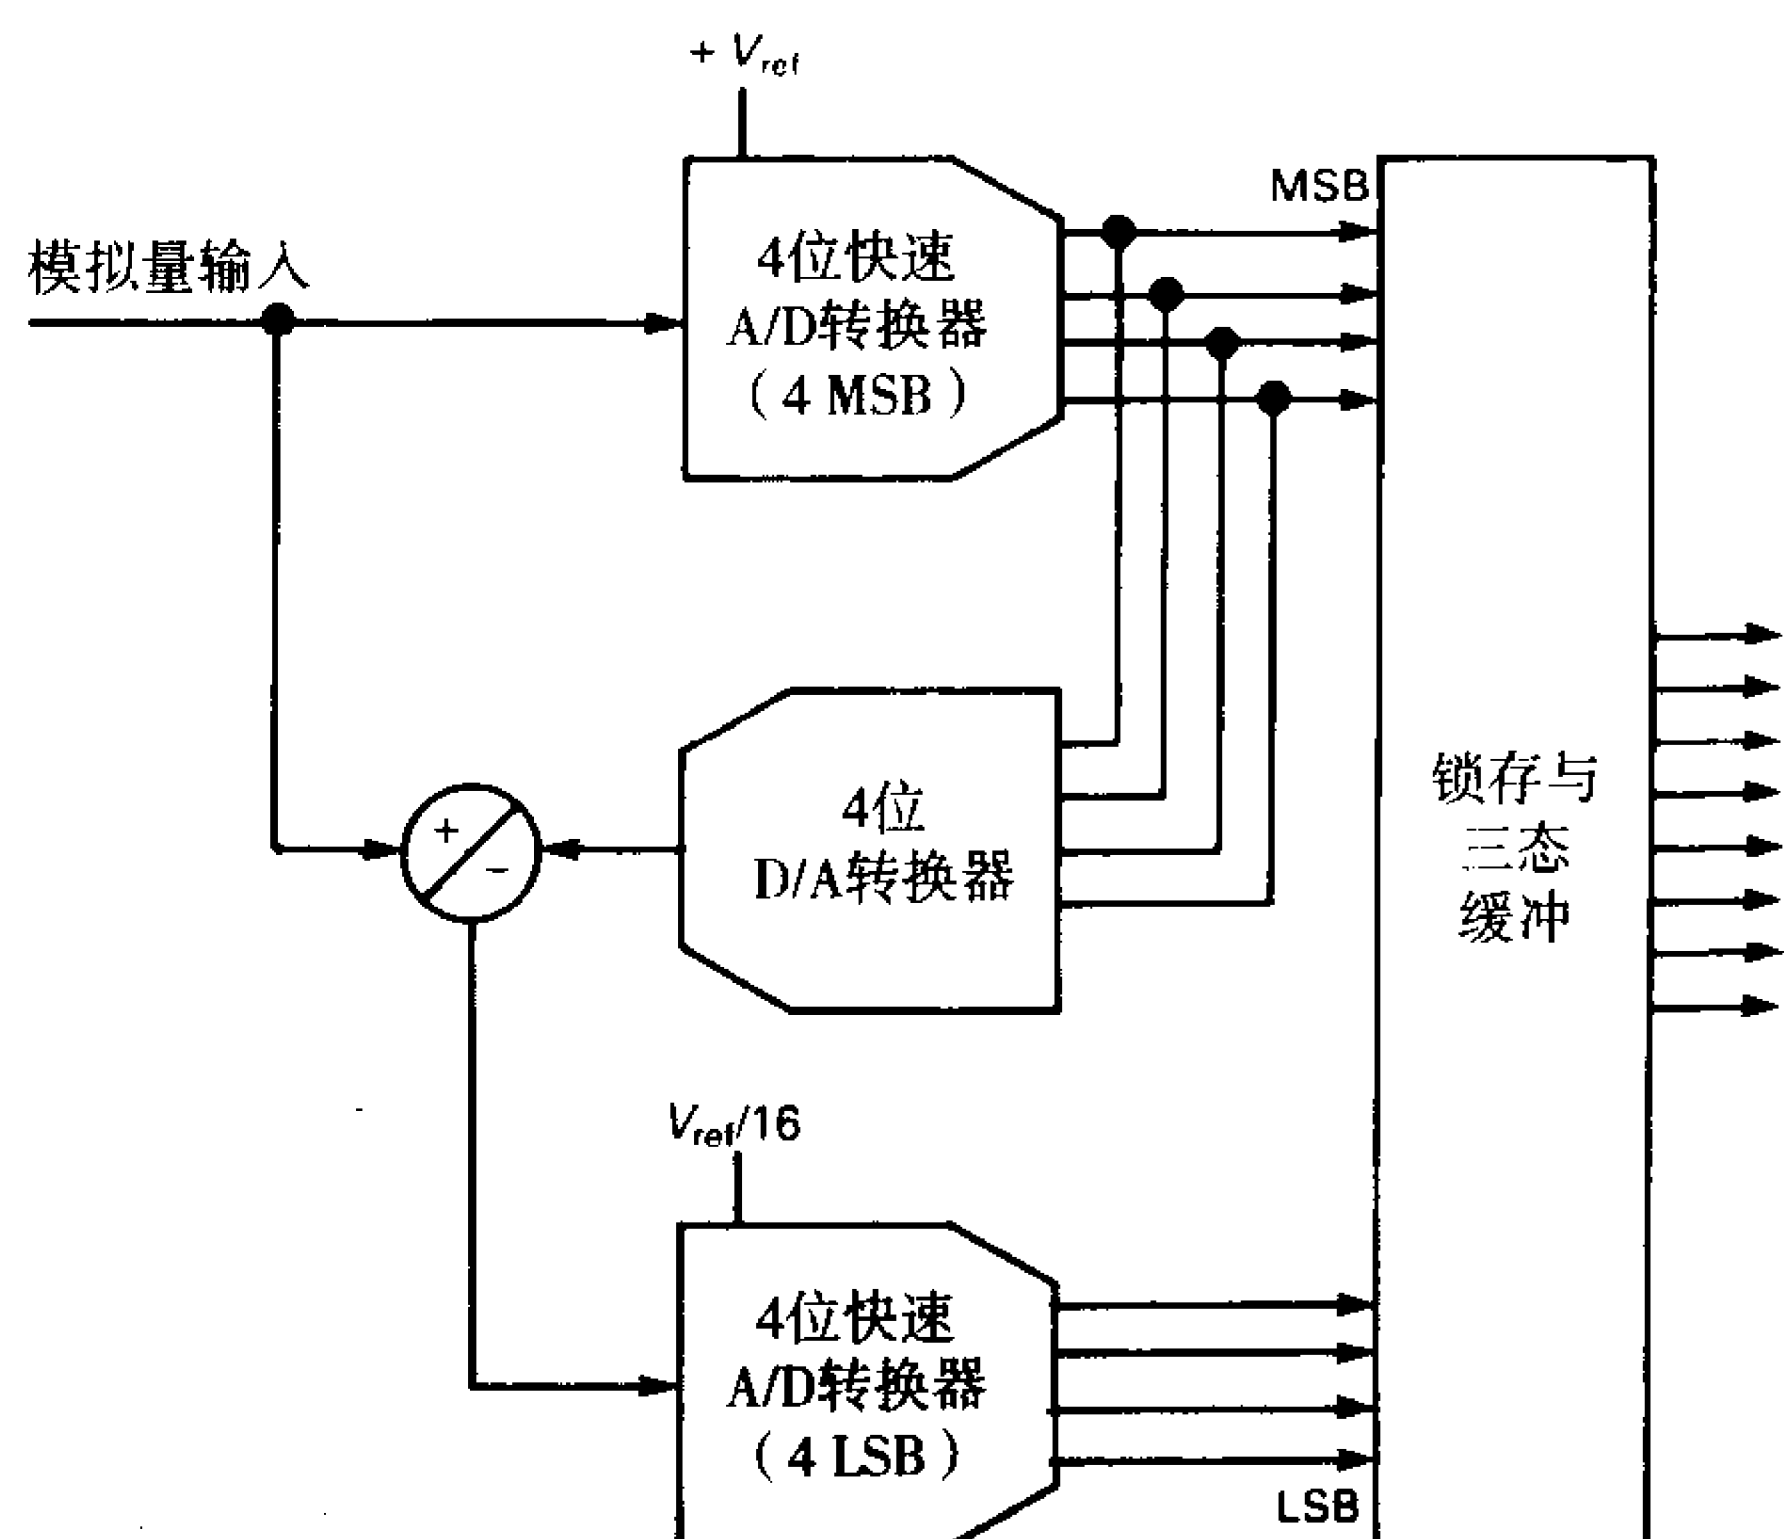 + Vref
MSB
模拟量输入
4位快速
A/D转换器
(4 MSB)
锁存与
三态
缓冲
+
−
4位
D/A转换器
Vref/16
4位快速
A/D转换器
(4 LSB)
LSB